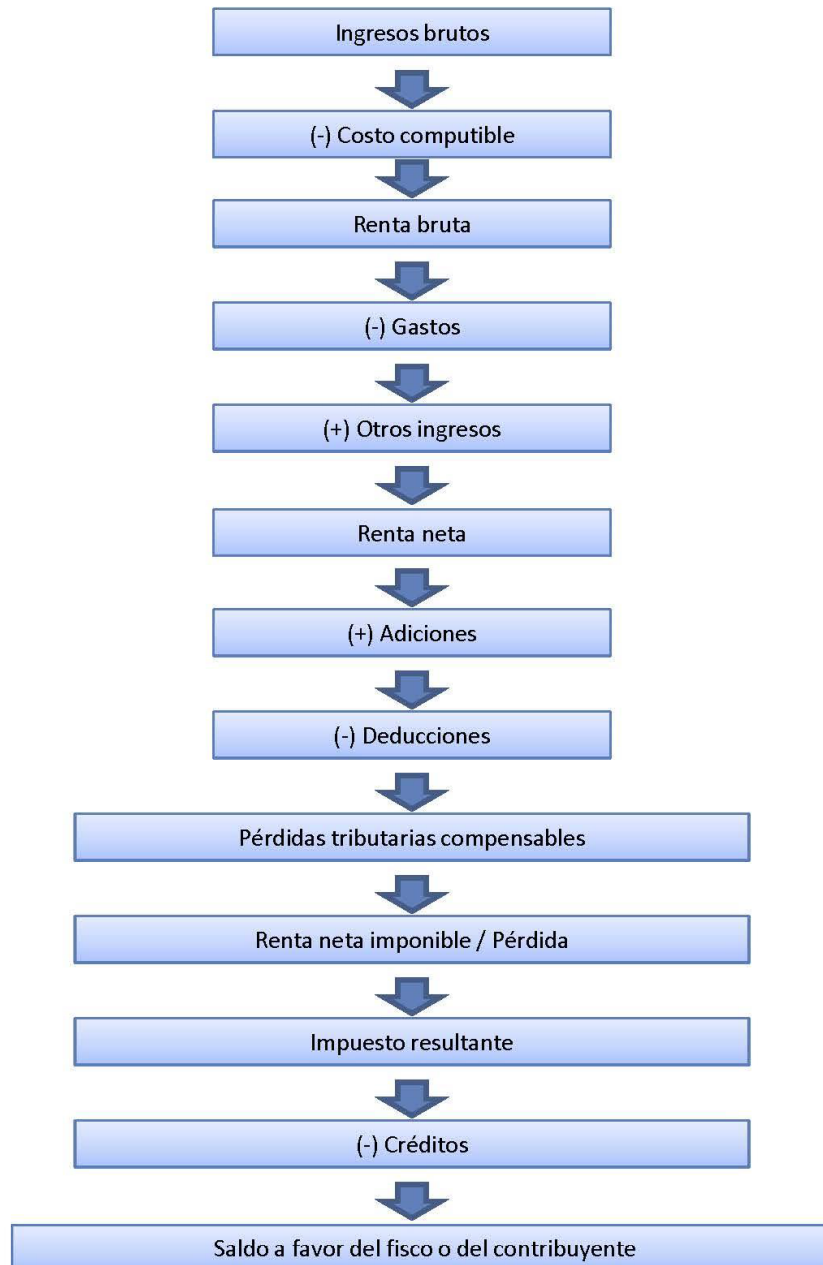 Ingresos brutos
(-) Costo computible
Renta bruta
(-) Gastos
(+) Otros ingresos
Renta neta
(+) Adiciones
(-) Deducciones
Pérdidas tributarias compensables
Renta neta imponible / Pérdida
Impuesto resultante
(-) Créditos
Saldo a favor del fisco o del contribuyente